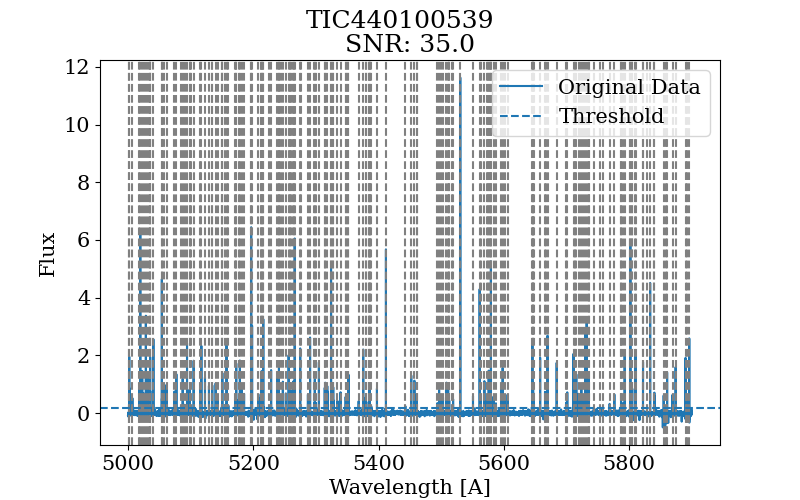 TIC440100539
SNR: 35.0
12
10
8
6
4
2
0
Flux
Original Data
Threshold
5000 5200 5400 5600 5800
Wavelength [A]